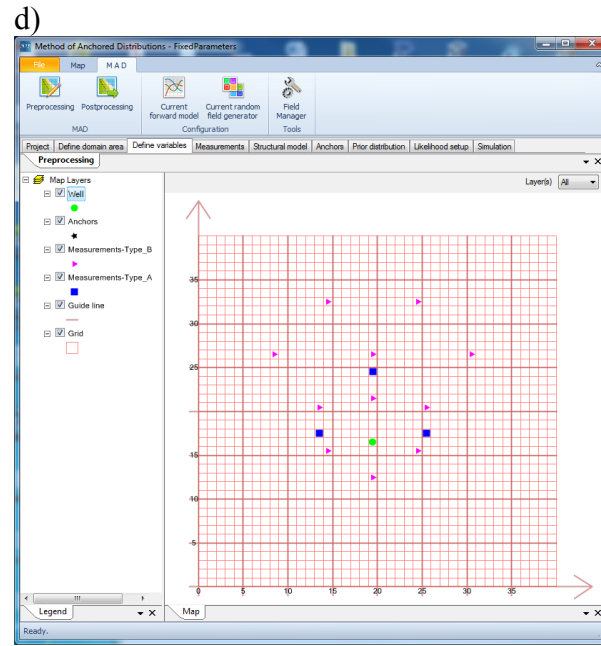 d)
Method of Anchored Distributions - FixedParameters
File Map MAD
Preprocessing Postprocessing Current forward model Current random field generator Field Manager
MAD Configuration Tools
Project Define domain area Define variables Measurements Structural model Anchors Prior distribution Likelihood setup Simulation
Preprocessing
Map Layers
Layer(s) All
Well
Anchors
Measurements-Type_B
Measurements-Type_A
Guide line
Grid
35
30
25
15
10
5
0 5 10 15 20 25 30 35
Legend Map
Ready.